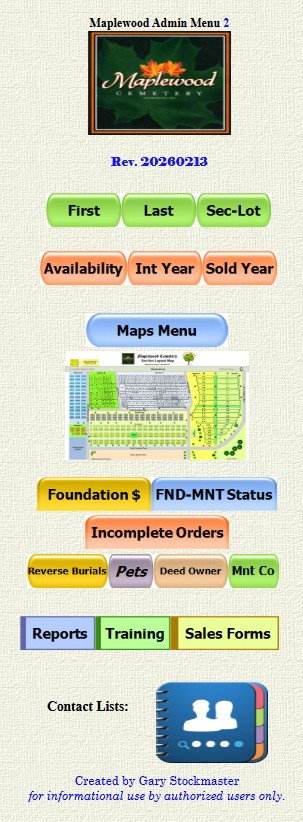 Maplewood Admin Menu 2
Maplewood
CEMETERY
Rev. 20260213
First Last Sec-Lot
Availability Int Year Sold Year
Maps Menu
Maplewood Cemetery
Foundation $ FND-MNT Status
Incomplete Orders
Reverse Burials Pets Deed Owner Mnt Co
Reports Training Sales Forms
Contact Lists:
Created by Gary Stockmaster
for informational use by authorized users only.